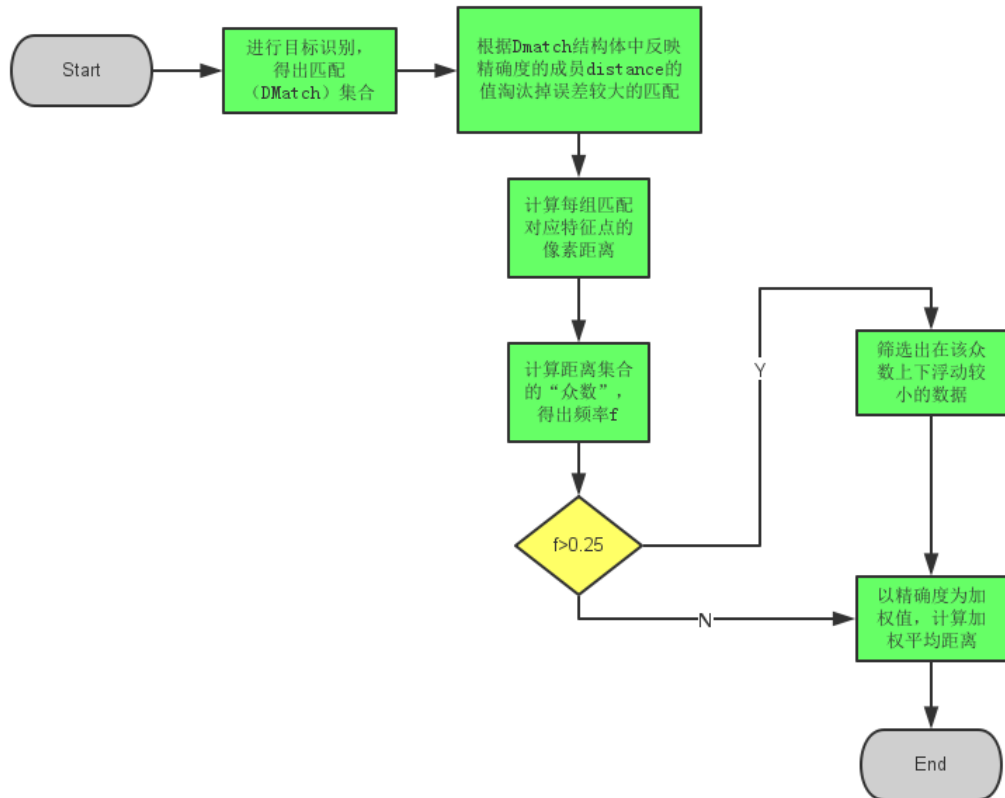 Start
进行目标识别，
得出匹配
（DMatch）集合
根据Dmatch结构体中反映
精确度的成员distance的
值淘汰掉误差较大的匹配
计算每组匹配
对应特征点的
像素距离
计算距离集合
的“众数”，
得出频率f
f>0.25
Y
筛选出在该众
数上下浮动较
小的数据
N
以精确度为加
权值，计算加
权平均距离
End